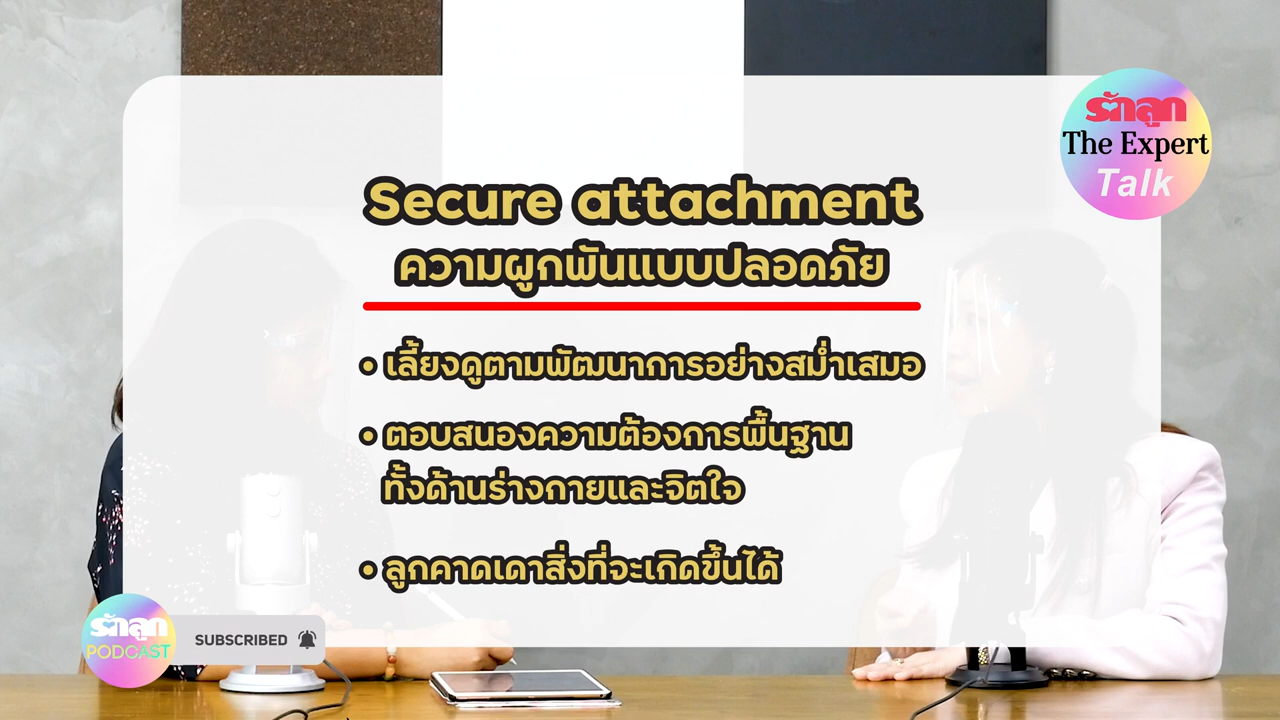 รักลูก
The Expert
Talk
Secure attachment
ความผูกพันแบบปลอดภัย
• เลี้ยงดูตามพัฒนาการอย่างสม่ำเสมอ
• ตอบสนองความต้องการพื้นฐาน
ทั้งด้านร่างกายและจิตใจ
• ลูกคาดเดาสิ่งที่จะเกิดขึ้นได้
รักลูก
PODCAST
SUBSCRIBED